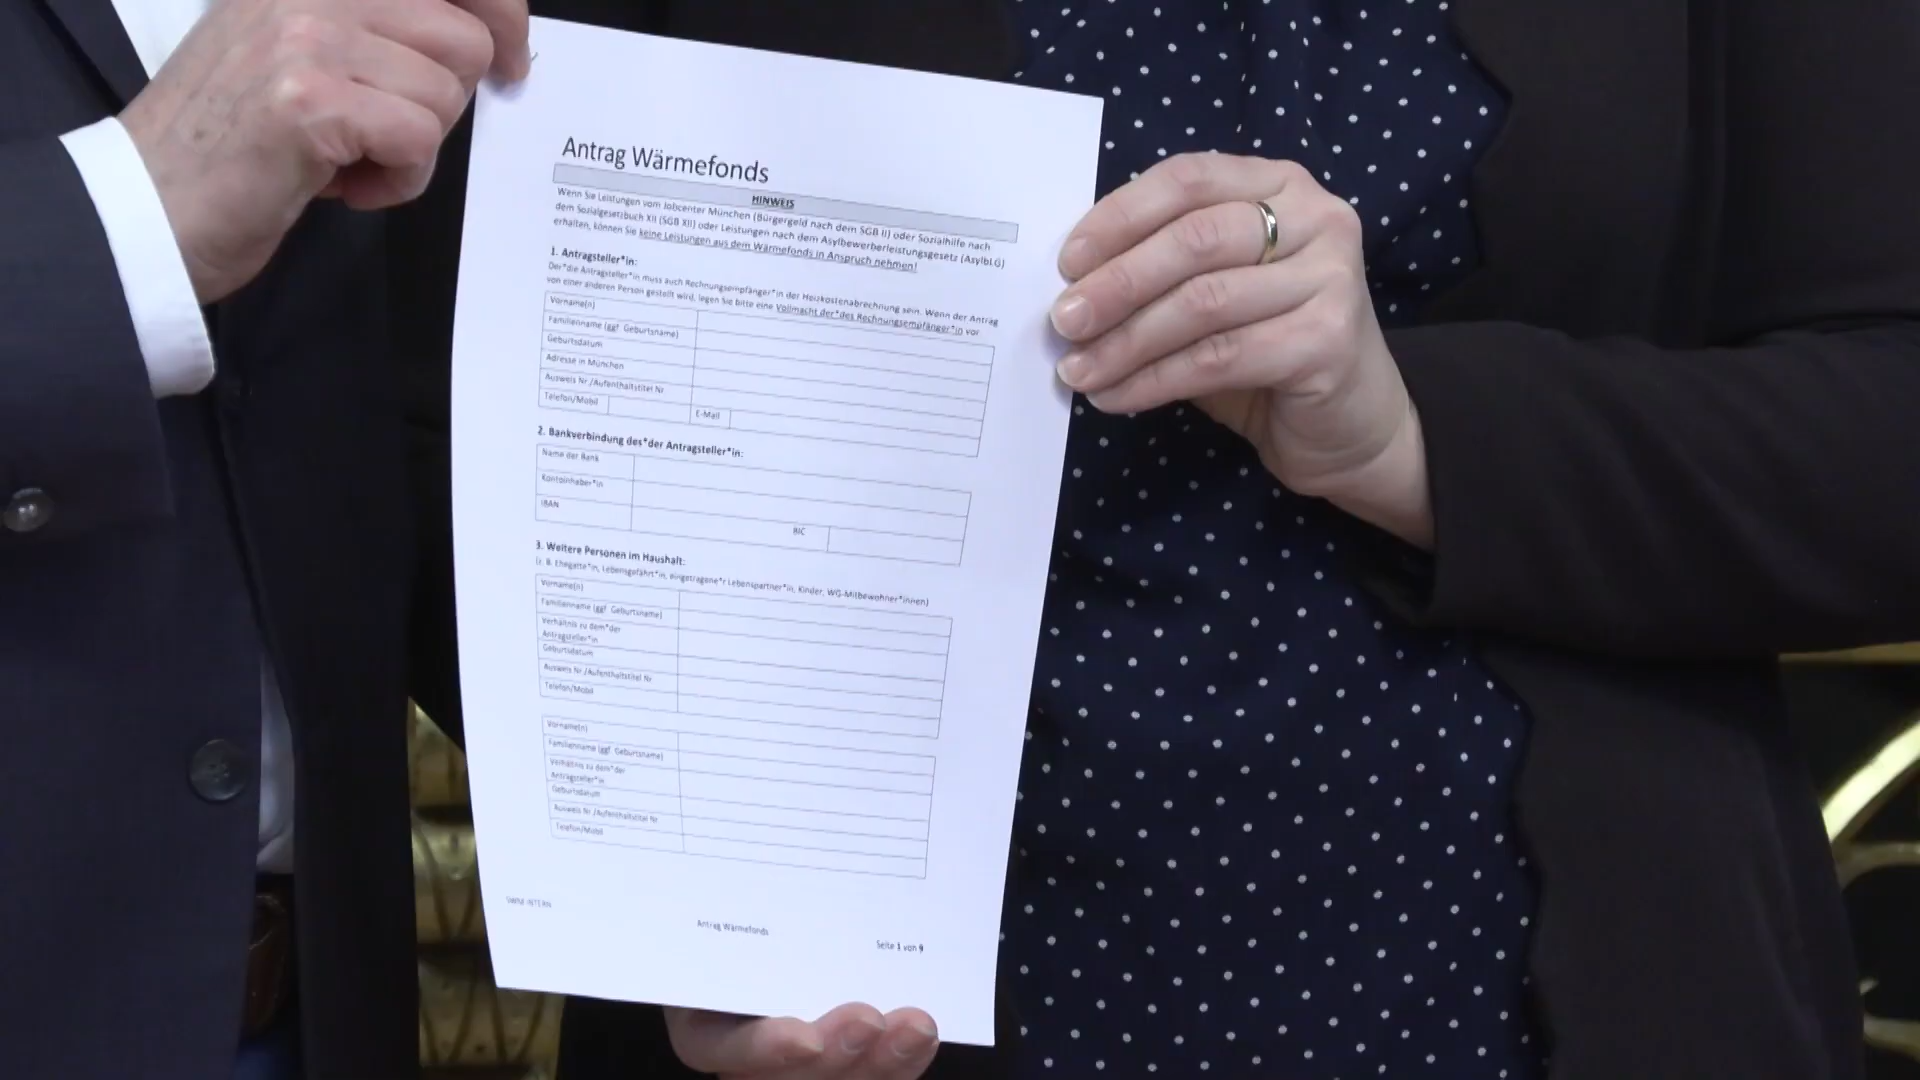 Antrag Wärmefonds
HINWEIS
Wenn Sie Leistungen vom Jobcenter München (Bürgergeld nach dem SGB II) oder Sozialhilfe nach
dem Sozialgesetzbuch XII (SGB XII) oder Leistungen nach dem Asylbewerberleistungsgesetz (AsylbLG)
erhalten, können Sie keine Leistungen aus dem Wärmefonds in Anspruch nehmen!
1. Antragsteller*in:
Der*die Antragsteller*in muss auch Rechnungsempfänger*in der Heizkostenabrechnung sein. Wenn der Antrag
von einer anderen Person gestellt wird, legen Sie bitte eine Vollmacht der*des Rechnungsempfänger*in vor
Vorname(n)
Familienname (ggf. Geburtsname)
Geburtsdatum
Adresse in München
Ausweis Nr./Aufenthaltstitel Nr
Telefon/Mobil E-Mail
2. Bankverbindung des*der Antragsteller*in:
Name der Bank
Kontoinhaber*in
IBAN BIC
3. Weitere Personen im Haushalt:
(z. B. Ehegatte*in, Lebensgefährt*in, eingetragene*r Lebenspartner*in, Kinder, WG-Mitbewohner*innen)
Vorname(n)
Familienname (ggf. Geburtsname)
Verhältnis zu dem*der
Antragsteller*in
Geburtsdatum
Ausweis Nr./Aufenthaltstitel Nr
Telefon/Mobil
Vorname(n)
Familienname (ggf. Geburtsname)
Verhältnis zu dem*der
Antragsteller*in
Geburtsdatum
Ausweis Nr./Aufenthaltstitel Nr
Telefon/Mobil
SWM INTERN
Antrag Wärmefonds
Seite 1 von 9